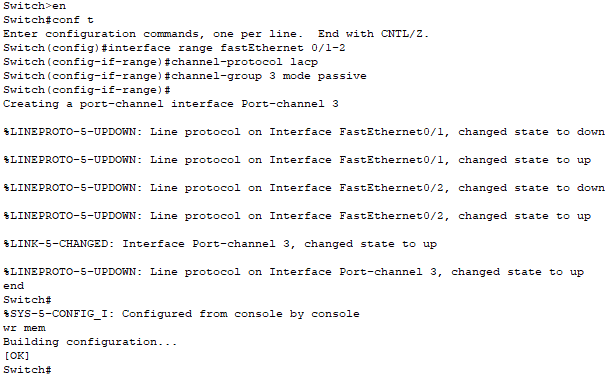 Switch>en
Switch#conf t
Enter configuration commands, one per line.  End with CNTL/Z.
Switch(config)#interface range fastEthernet 0/1-2
Switch(config-if-range)#channel-protocol lacp
Switch(config-if-range)#channel-group 3 mode passive
Switch(config-if-range)#
Creating a port-channel interface Port-channel 3
%LINEPROTO-5-UPDOWN: Line protocol on Interface FastEthernet0/1, changed state to down
%LINEPROTO-5-UPDOWN: Line protocol on Interface FastEthernet0/1, changed state to up
%LINEPROTO-5-UPDOWN: Line protocol on Interface FastEthernet0/2, changed state to down
%LINEPROTO-5-UPDOWN: Line protocol on Interface FastEthernet0/2, changed state to up
%LINK-5-CHANGED: Interface Port-channel 3, changed state to up
%LINEPROTO-5-UPDOWN: Line protocol on Interface Port-channel 3, changed state to up
end
Switch#
%SYS-5-CONFIG_I: Configured from console by console
wr mem
Building configuration...
[OK]
Switch#